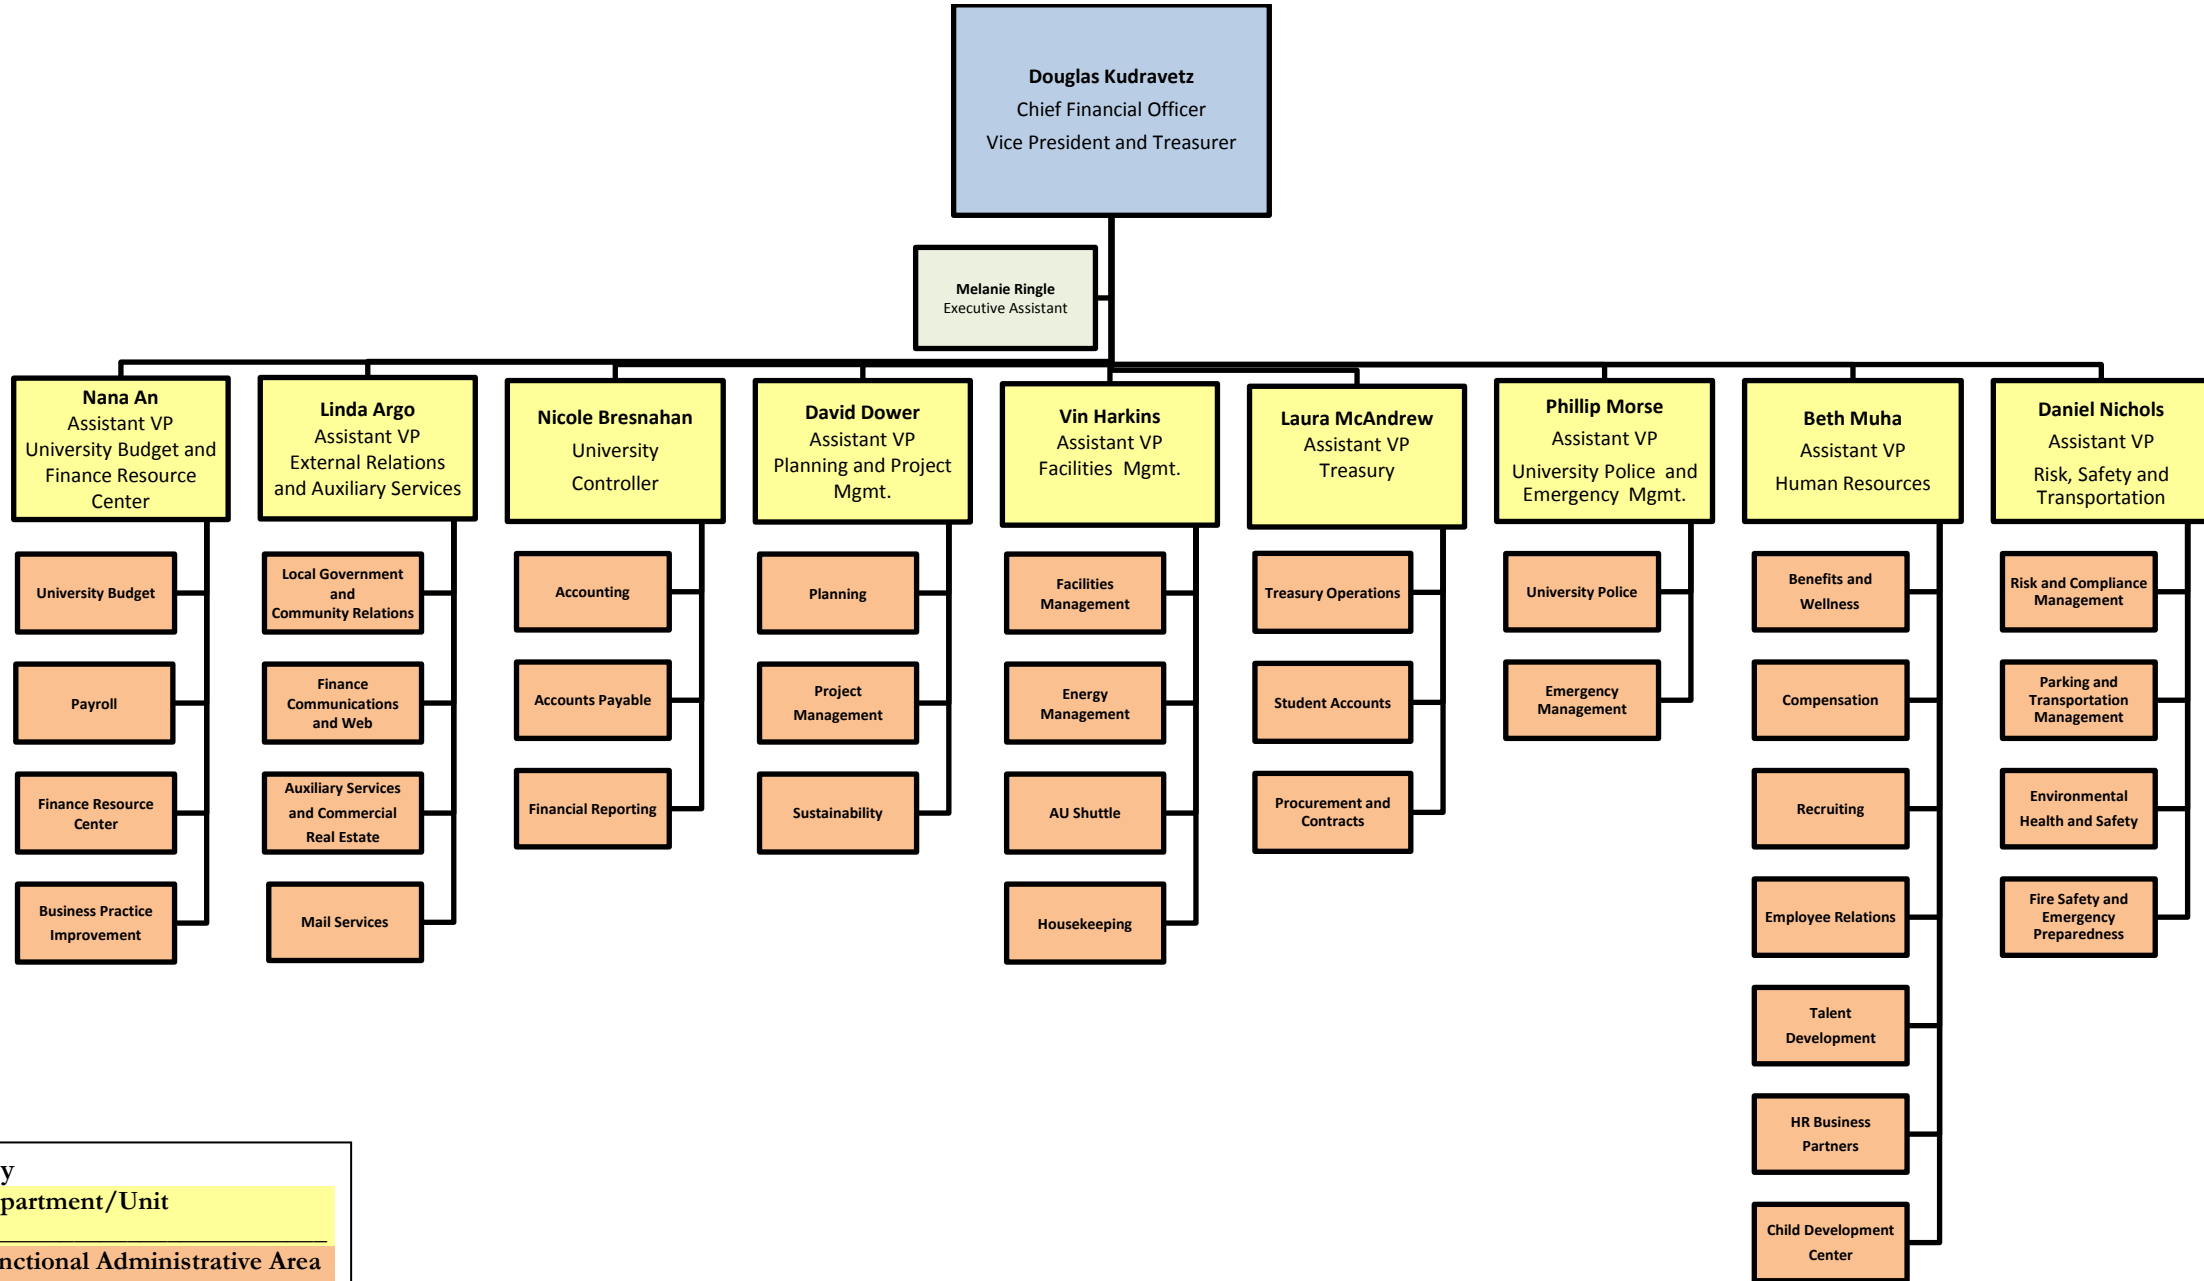 Douglas Kudravetz
Chief Financial Officer
Vice President and Treasurer
Melanie Ringle
Executive Assistant
Nana An
Assistant VP
University Budget and
Finance Resource
Center
Linda Argo
Assistant VP
External Relations
and Auxiliary Services
Nicole Bresnahan
University
Controller
David Dower
Assistant VP
Planning and Project
Mgmt.
Vin Harkins
Assistant VP
Facilities Mgmt.
Laura McAndrew
Assistant VP
Treasury
Phillip Morse
Assistant VP
University Police and
Emergency Mgmt.
Beth Muha
Assistant VP
Human Resources
Daniel Nichols
Assistant VP
Risk, Safety and
Transportation
University Budget
Payroll
Finance Resource
Center
Business Practice
Improvement
Local Government
and
Community Relations
Finance
Communications
and Web
Auxiliary Services
and Commercial
Real Estate
Mail Services
Accounting
Accounts Payable
Financial Reporting
Planning
Project
Management
Sustainability
Facilities
Management
Energy
Management
AU Shuttle
Housekeeping
Treasury Operations
Student Accounts
Procurement and
Contracts
University Police
Emergency
Management
Benefits and
Wellness
Compensation
Recruiting
Employee Relations
Talent
Development
HR Business
Partners
Child Development
Center
Risk and Compliance
Management
Parking and
Transportation
Management
Environmental
Health and Safety
Fire Safety and
Emergency
Preparedness
y
partment/Unit
nctional Administrative Area